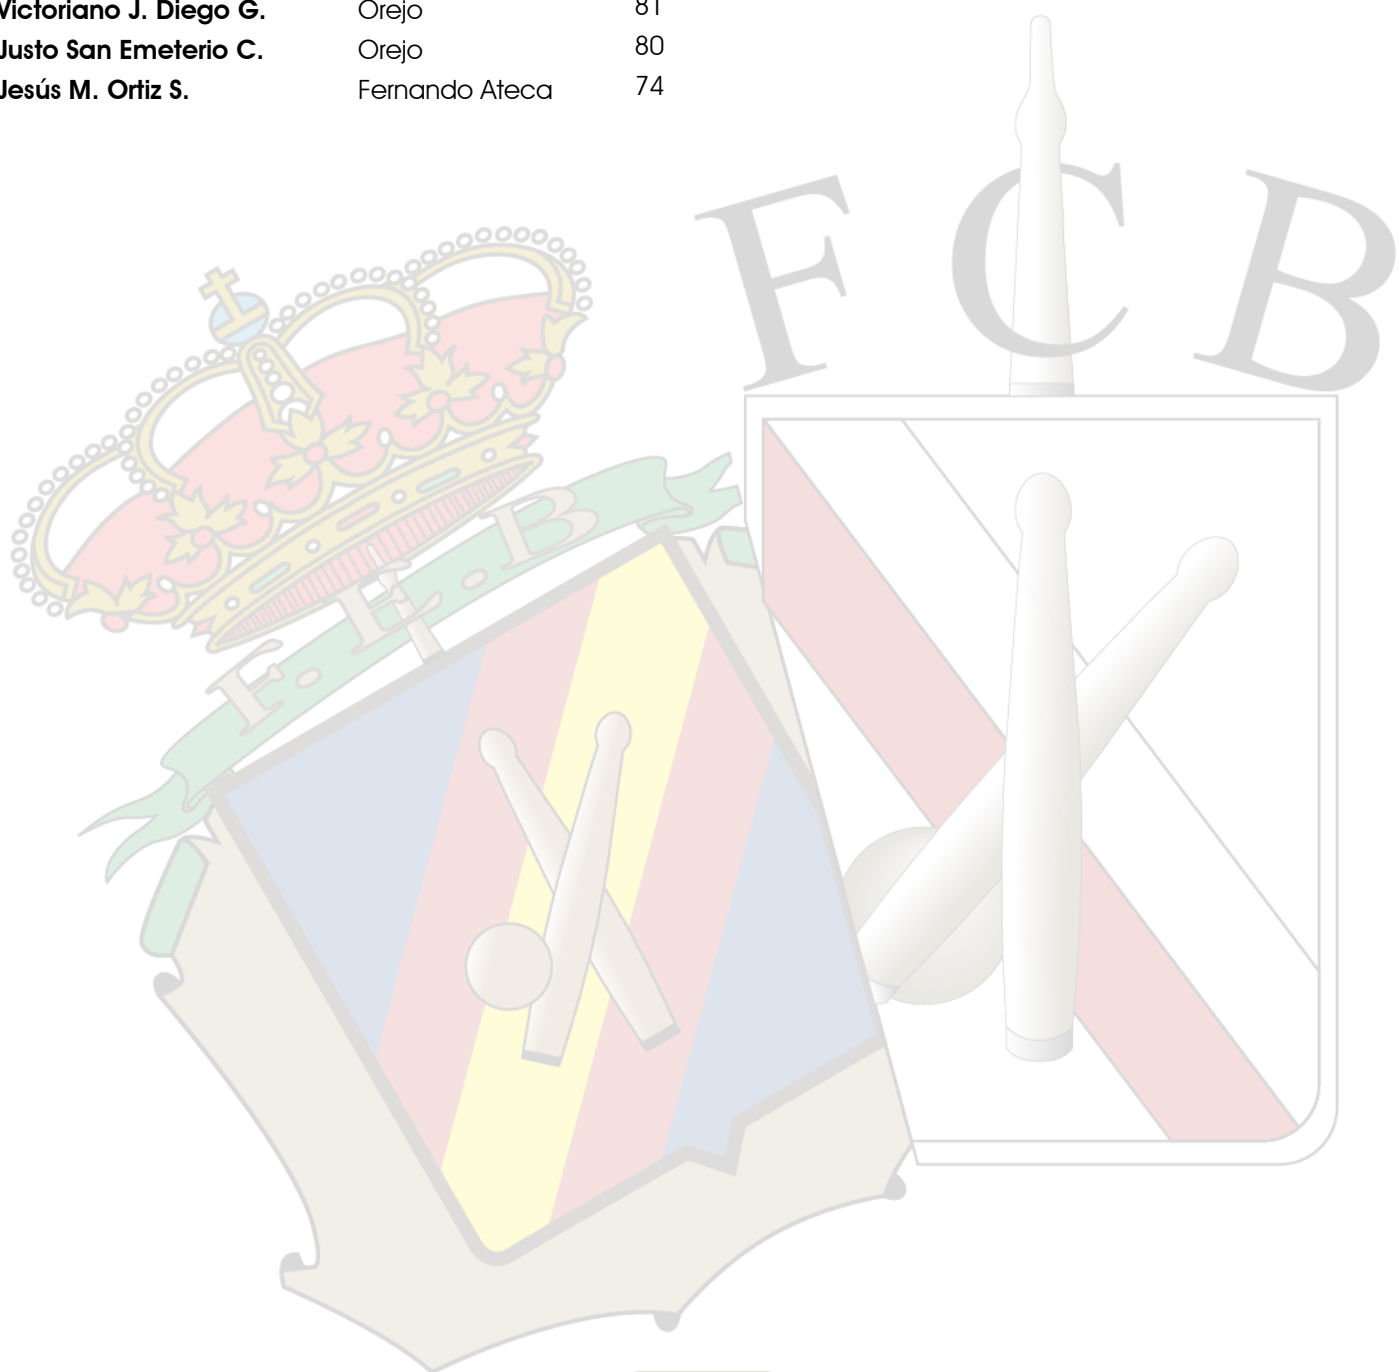 Victoriano J. Diego G. Orejo 81
Justo San Emeterio C. Orejo 80
Jesús M. Ortiz S. Fernando Ateca 74
F C B
F. E. B